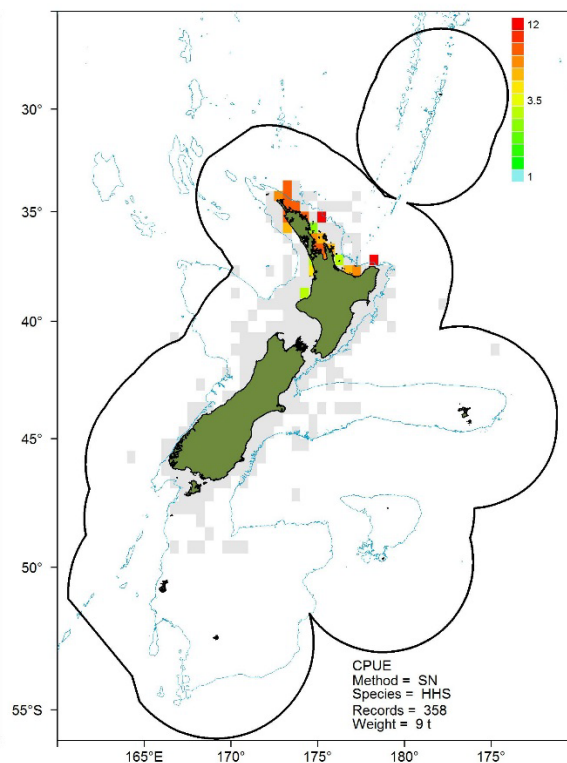 12
3.5
1
30°
35°
40°
45°
50°
55°S
CPUE
Method = SN
Species = HHS
Records = 358
Weight = 9 t
165°E 170° 175° 180° 175°